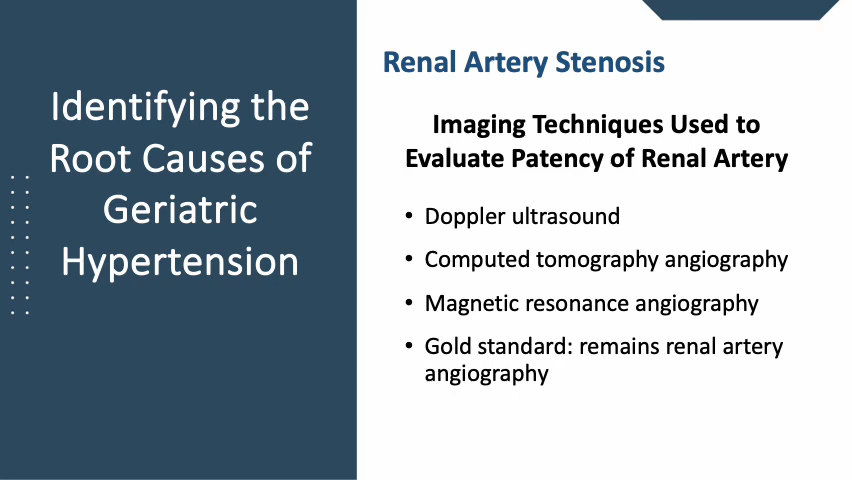 Identifying the
Root Causes of
Geriatric
Hypertension
Renal Artery Stenosis
Imaging Techniques Used to
Evaluate Patency of Renal Artery
• Doppler ultrasound
• Computed tomography angiography
• Magnetic resonance angiography
• Gold standard: remains renal artery
angiography